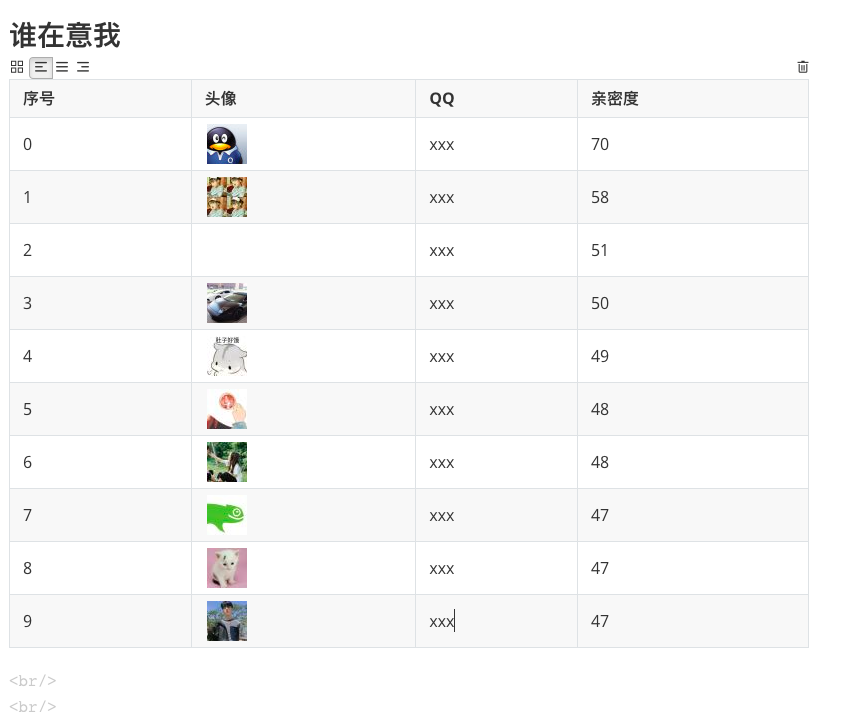 谁在意我
序号 头像 QQ 亲密度
0 xxx 70
1 xxx 58
2 xxx 51
3 xxx 50
4 肚子好饿 xxx 49
5 xxx 48
6 xxx 48
7 xxx 47
8 xxx 47
9 xxx 47
<br/>
<br/>